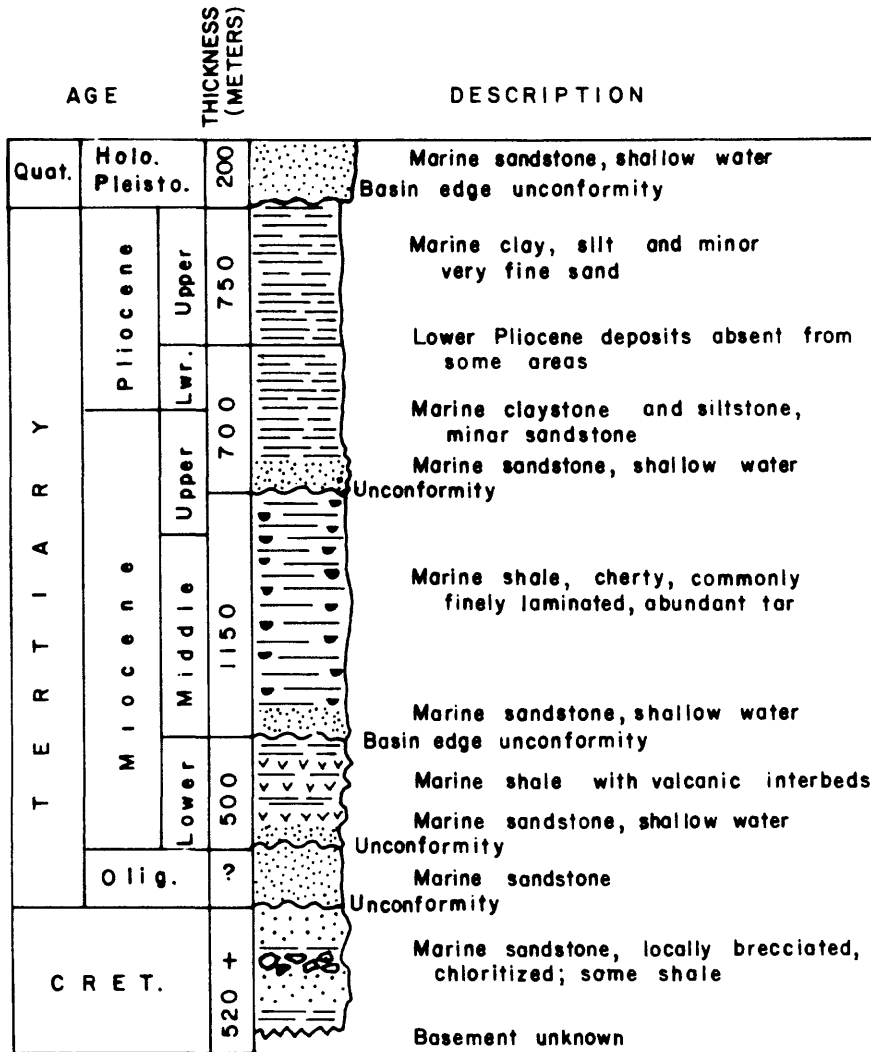 AGE
THICKNESS
(METERS)
DESCRIPTION
Quat.
Holo.
Pleisto.
200
Marine sandstone, shallow water
Basin edge unconformity
TERTIARY
Pliocene
Upper
750
Marine clay, silt and minor
very fine sand
Lower Pliocene deposits absent from
some areas
Lwr.
700
Marine claystone and siltstone,
minor sandstone
Marine sandstone, shallow water
Unconformity
Miocene
Upper
Middle
1150
Marine shale, cherty, commonly
finely laminated, abundant tar
Marine sandstone, shallow water
Basin edge unconformity
Lower
500
Marine shale with valcanic interbeds
Marine sandstone, shallow water
Unconformity
Olig.
?
Marine sandstone
Unconformity
CRET.
520 +
Marine sandstone, locally brecciated,
chloritized; some shale
Basement unknown